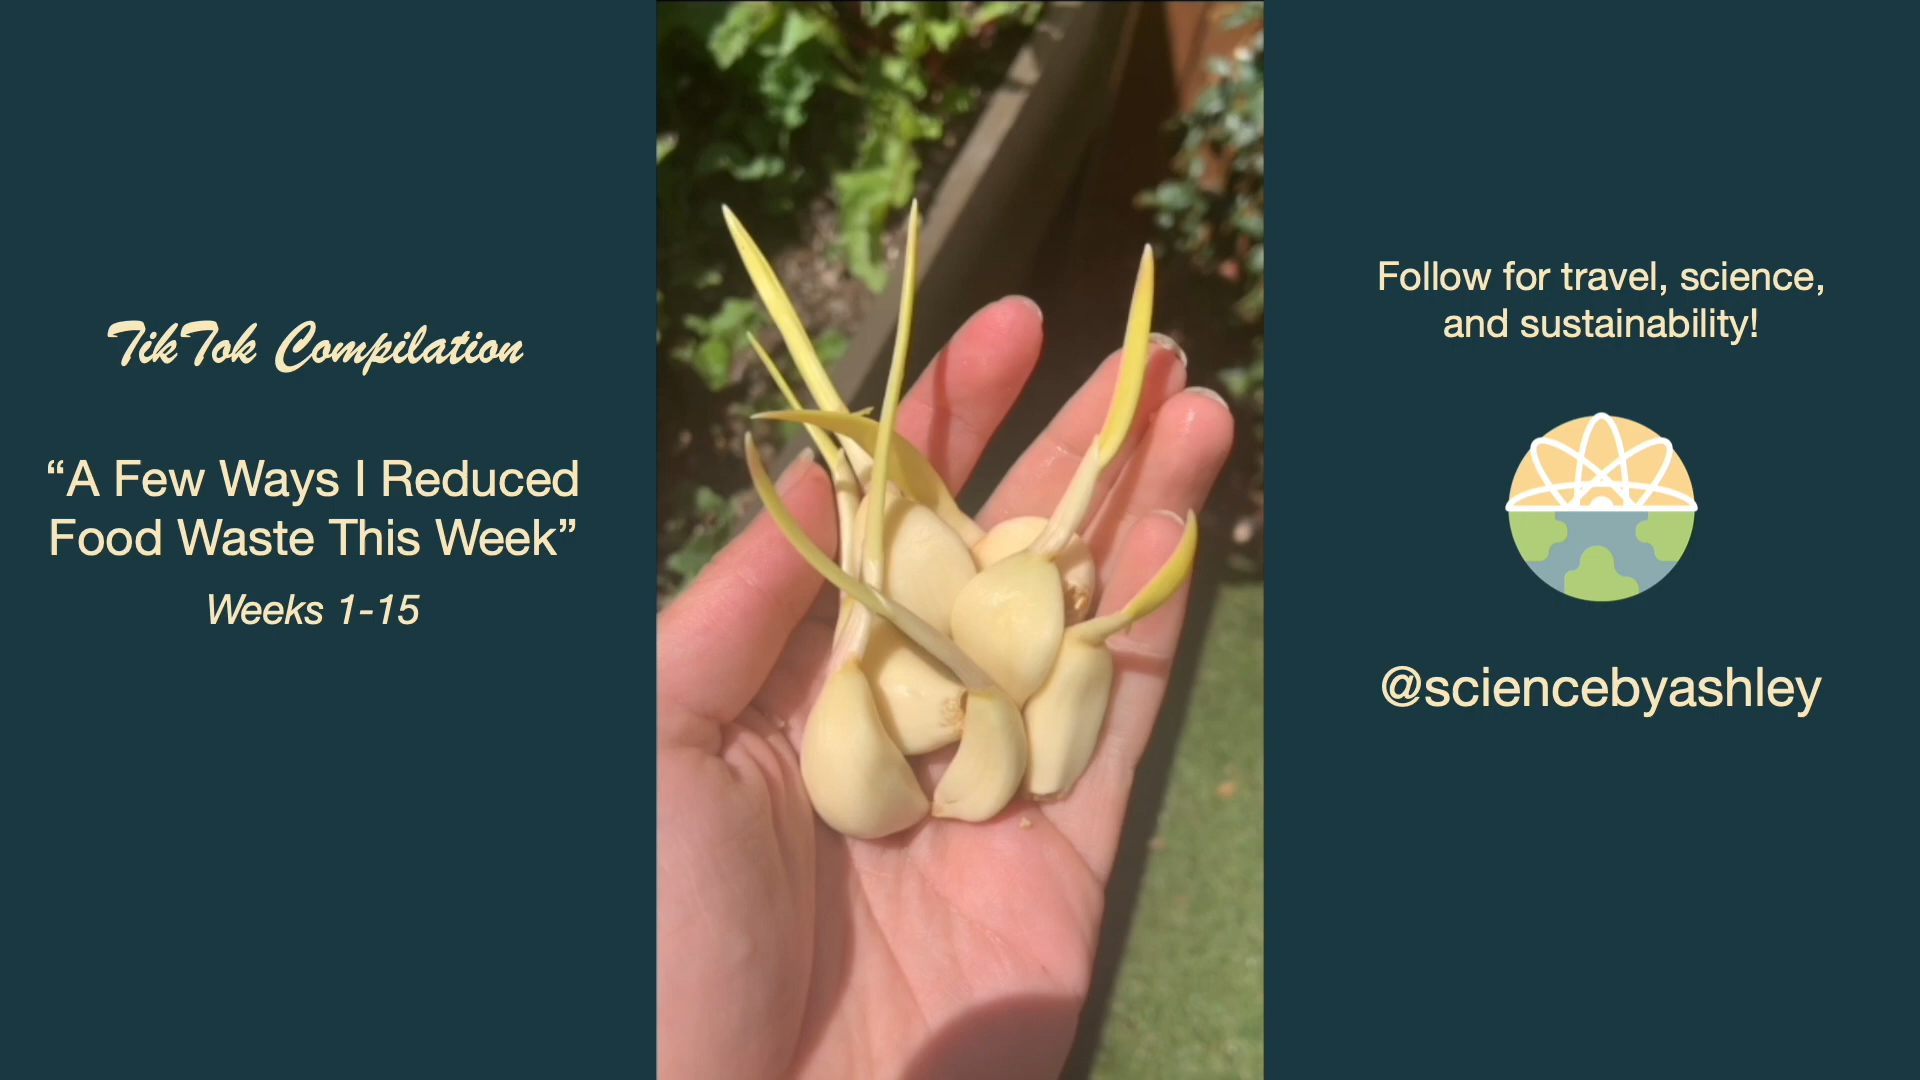 TikTok Compilation
“A Few Ways I Reduced
Food Waste This Week”
Weeks 1-15
Follow for travel, science,
and sustainability!
@sciencebyashley